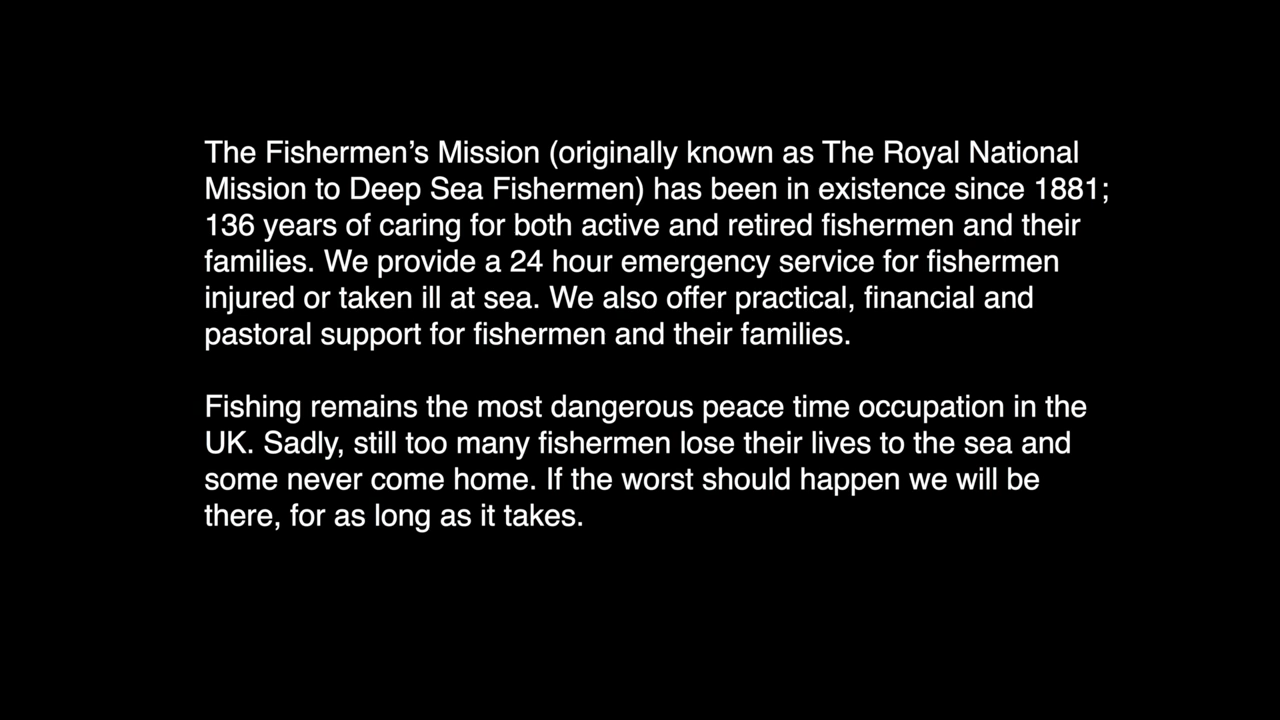 The Fishermen’s Mission (originally known as The Royal National
Mission to Deep Sea Fishermen) has been in existence since 1881;
136 years of caring for both active and retired fishermen and their
families. We provide a 24 hour emergency service for fishermen
injured or taken ill at sea. We also offer practical, financial and
pastoral support for fishermen and their families.
Fishing remains the most dangerous peace time occupation in the
UK. Sadly, still too many fishermen lose their lives to the sea and
some never come home. If the worst should happen we will be
there, for as long as it takes.